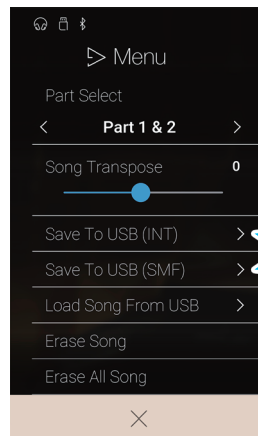 Menu
Part Select
< Part 1 & 2 >
Song Transpose 0
Save To USB (INT) >
Save To USB (SMF) >
Load Song From USB >
Erase Song
Erase All Song